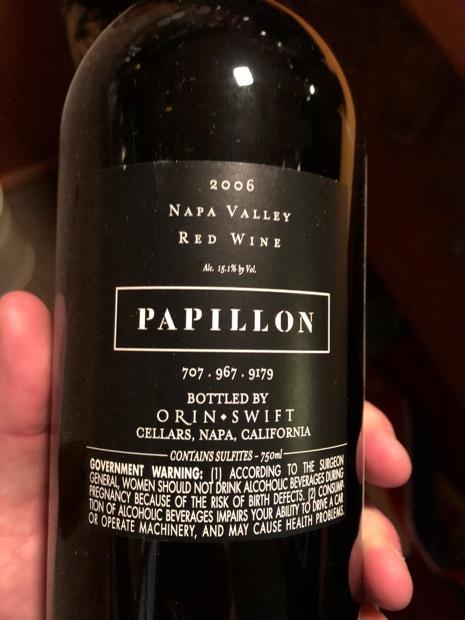 2006
NAPA VALLEY
RED WINE
Alc. 15.1% by Vol.
PAPILLON
707 . 967 . 9179
BOTTLED BY
ORIN SWIFT
CELLARS, NAPA, CALIFORNIA
CONTAINS SULFITES - 750ml
GOVERNMENT WARNING: (1) ACCORDING TO THE SURGEON
GENERAL, WOMEN SHOULD NOT DRINK ALCOHOLIC BEVERAGES DURING
PREGNANCY BECAUSE OF THE RISK OF BIRTH DEFECTS. (2) CONSUMP-
TION OF ALCOHOLIC BEVERAGES IMPAIRS YOUR ABILITY TO DRIVE A CAR
OR OPERATE MACHINERY, AND MAY CAUSE HEALTH PROBLEMS.